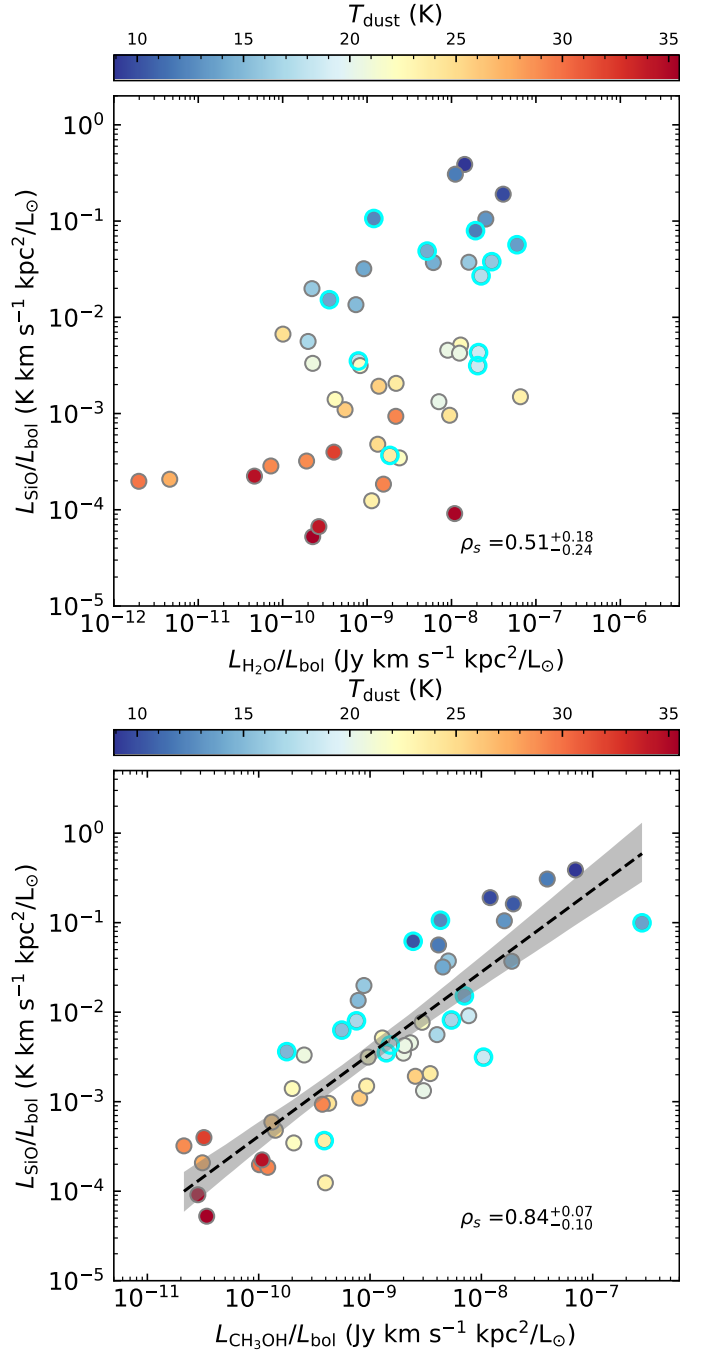 T_dust (K)
10 15 20 25 30 35
10^0
10^−1
10^−2
10^−3
10^−4
10^−5
L_SiO/L_bol (K km s^−1 kpc^2/L_⊙)
ρ_s =0.51^+0.18_−0.24
10^−12 10^−11 10^−10 10^−9 10^−8 10^−7 10^−6
L_H₂O/L_bol (Jy km s^−1 kpc^2/L_⊙)
T_dust (K)
10 15 20 25 30 35
10^0
10^−1
10^−2
10^−3
10^−4
10^−5
L_SiO/L_bol (K km s^−1 kpc^2/L_⊙)
ρ_s =0.84^+0.07_−0.10
10^−11 10^−10 10^−9 10^−8 10^−7
L_CH₃OH/L_bol (Jy km s^−1 kpc^2/L_⊙)